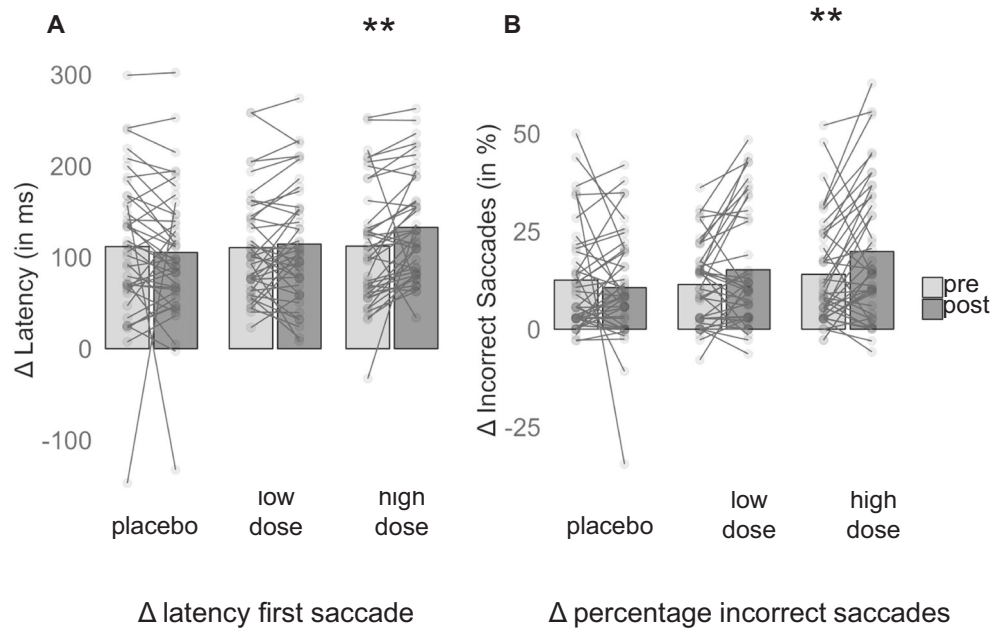 A
**
B
**
Δ Latency (in ms)
300
200
100
0
-100
placebo
low
dose
high
dose
Δ latency first saccade
Δ Incorrect Saccades (in %)
50
25
0
-25
placebo
low
dose
high
dose
Δ percentage incorrect saccades
pre
post